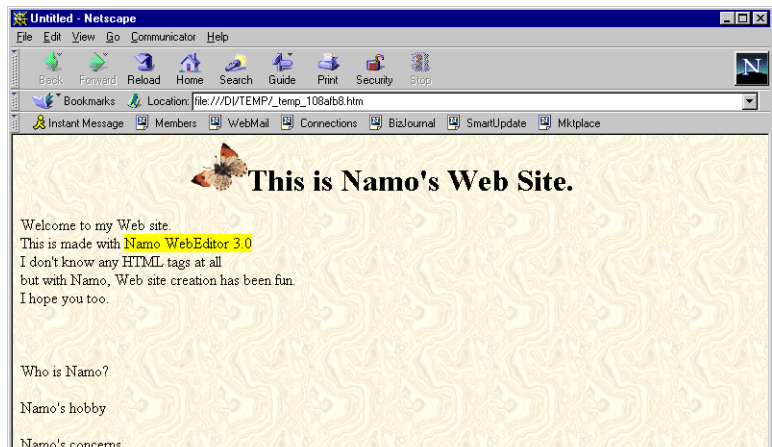 Untitled - Netscape
File Edit View Go Communicator Help
Back Forward Reload Home Search Guide Print Security Stop
N
Bookmarks Location: file:///D|/TEMP/_temp_108afb8.htm
Instant Message Members WebMail Connections BizJournal SmartUpdate Mktplace
This is Namo's Web Site.
Welcome to my Web site.
This is made with Namo WebEditor 3.0
I don't know any HTML tags at all
but with Namo, Web site creation has been fun.
I hope you too.
Who is Namo?
Namo's hobby
Namo's concerns